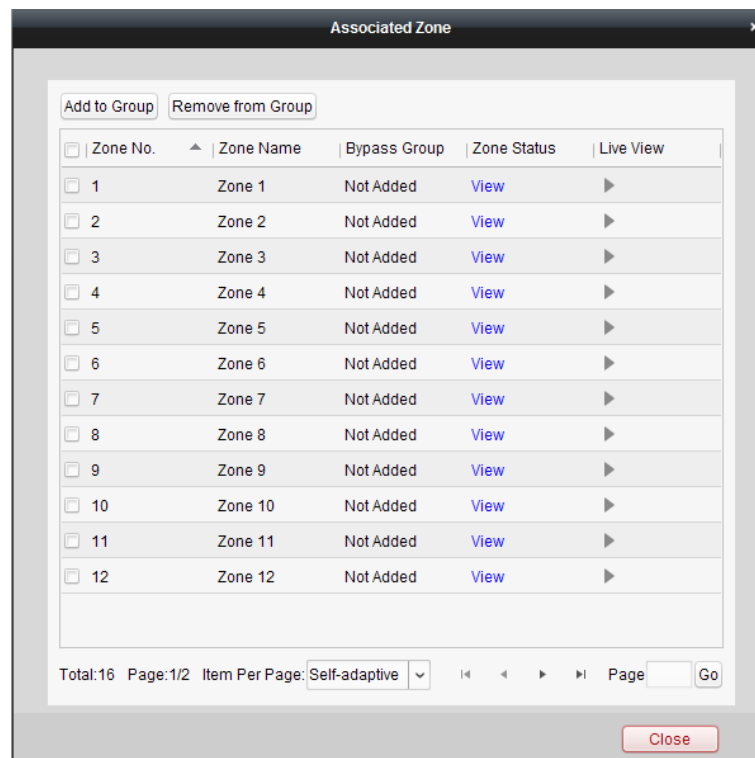 Associated Zone
Add to Group Remove from Group
Zone No. Zone Name Bypass Group Zone Status Live View
1 Zone 1 Not Added View
2 Zone 2 Not Added View
3 Zone 3 Not Added View
4 Zone 4 Not Added View
5 Zone 5 Not Added View
6 Zone 6 Not Added View
7 Zone 7 Not Added View
8 Zone 8 Not Added View
9 Zone 9 Not Added View
10 Zone 10 Not Added View
11 Zone 11 Not Added View
12 Zone 12 Not Added View
Total:16 Page:1/2 Item Per Page: Self-adaptive Page Go
Close